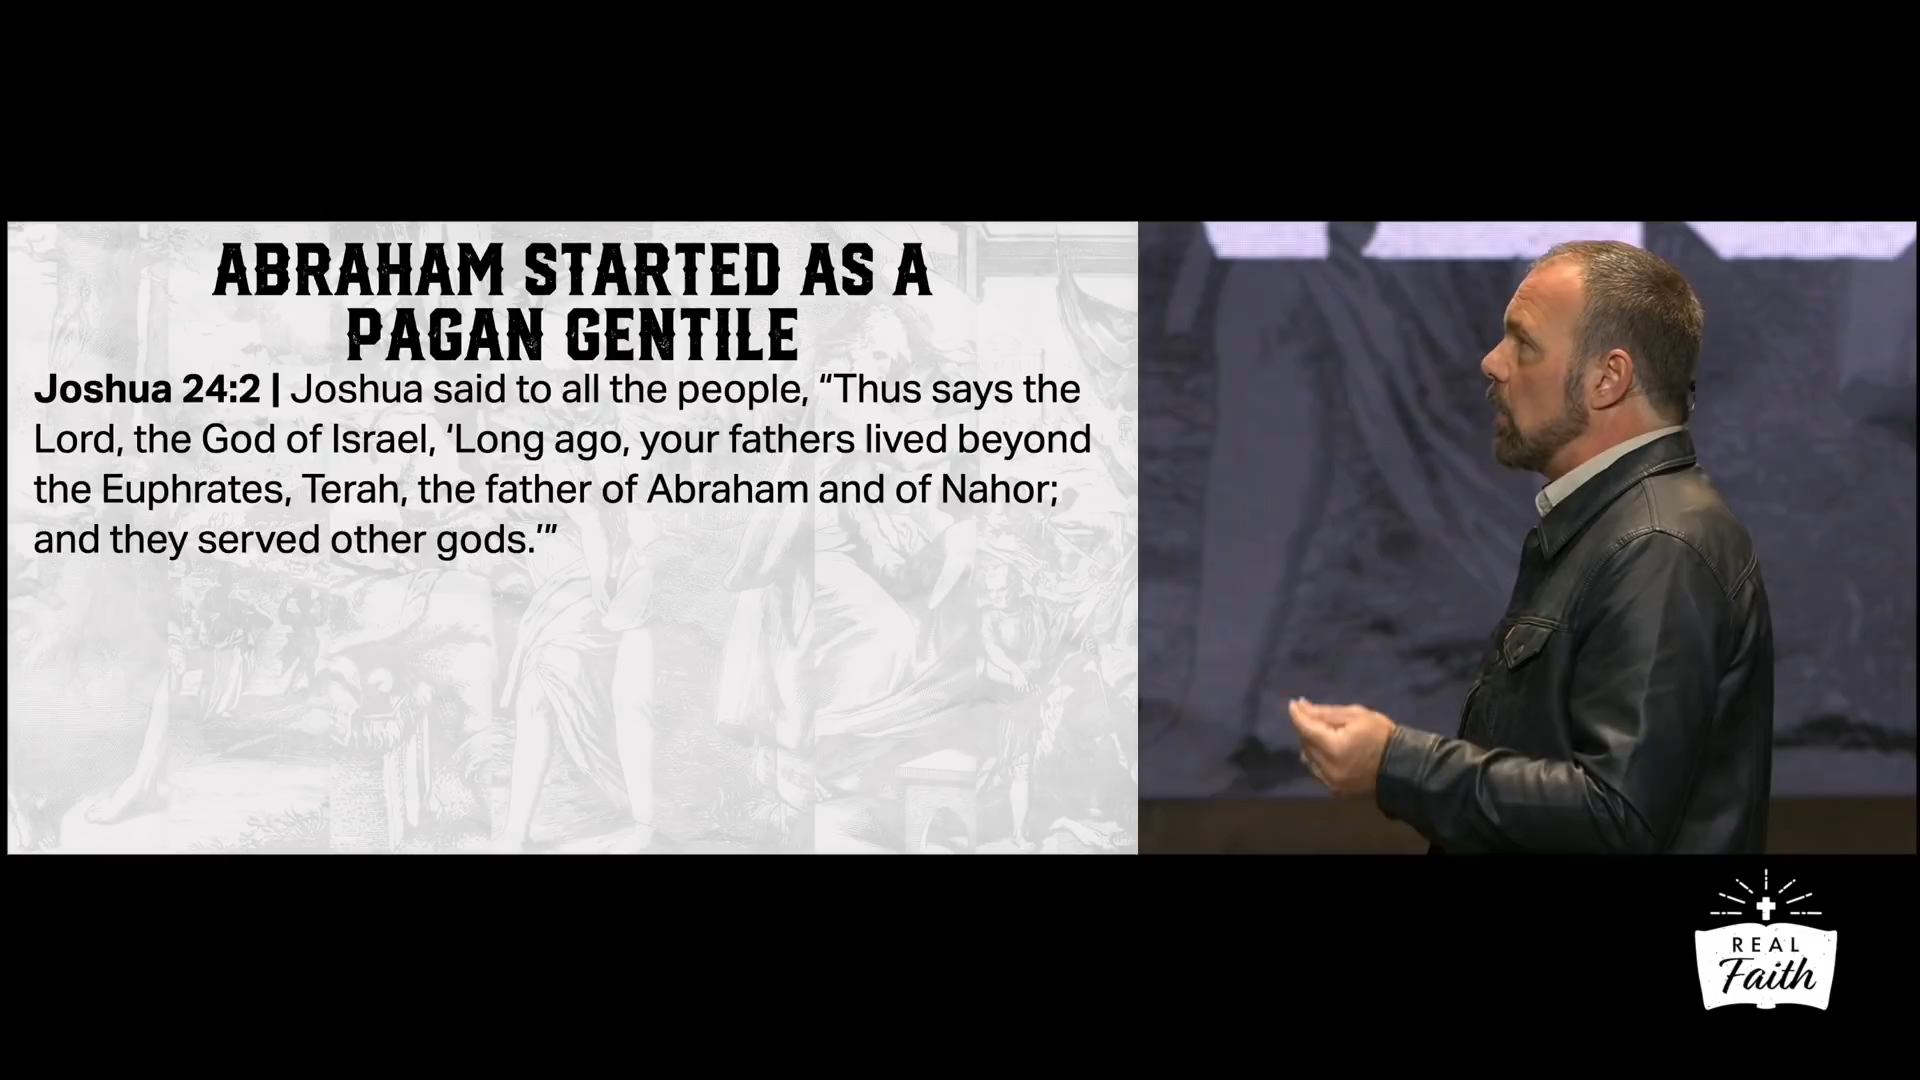 ABRAHAM STARTED AS A
PAGAN GENTILE
Joshua 24:2 | Joshua said to all the people, “Thus says the
Lord, the God of Israel, ‘Long ago, your fathers lived beyond
the Euphrates, Terah, the father of Abraham and of Nahor;
and they served other gods.’”
REAL
Faith